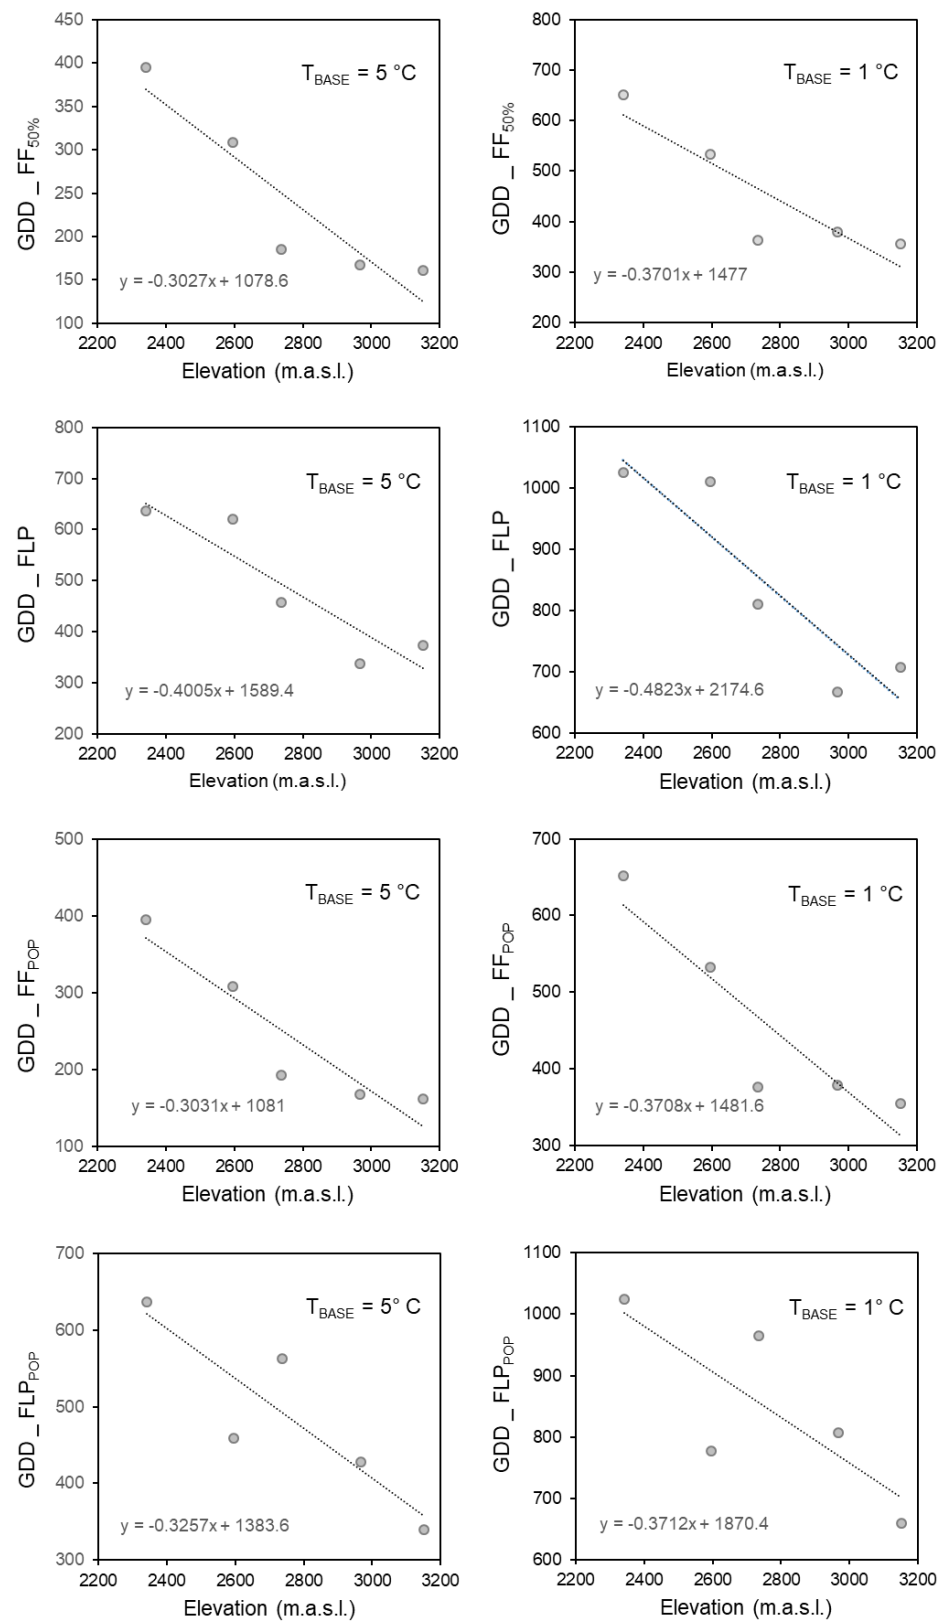 GDD _ FF50%
450
400
350
300
250
200
150
100
TBASE = 5 °C
y = -0.3027x + 1078.6
2200 2400 2600 2800 3000 3200
Elevation (m.a.s.l.)
GDD _ FF50%
800
700
600
500
400
300
200
TBASE = 1 °C
y = -0.3701x + 1477
2200 2400 2600 2800 3000 3200
Elevation (m.a.s.l.)
GDD _ FLP
800
700
600
500
400
300
200
TBASE = 5 °C
y = -0.4005x + 1589.4
2200 2400 2600 2800 3000 3200
Elevation (m.a.s.l.)
GDD _ FLP
1100
1000
900
800
700
600
TBASE = 1 °C
y = -0.4823x + 2174.6
2200 2400 2600 2800 3000 3200
Elevation (m.a.s.l.)
GDD _ FFPOP
500
400
300
200
100
TBASE = 5 °C
y = -0.3031x + 1081
2200 2400 2600 2800 3000 3200
Elevation (m.a.s.l.)
GDD _ FFPOP
700
600
500
400
300
TBASE = 1 °C
y = -0.3708x + 1481.6
2200 2400 2600 2800 3000 3200
Elevation (m.a.s.l.)
GDD _ FLPPOP
700
600
500
400
300
TBASE = 5° C
y = -0.3257x + 1383.6
2200 2400 2600 2800 3000 3200
Elevation (m.a.s.l.)
GDD _ FLPPOP
1100
1000
900
800
700
600
TBASE = 1° C
y = -0.3712x + 1870.4
2200 2400 2600 2800 3000 3200
Elevation (m.a.s.l.)